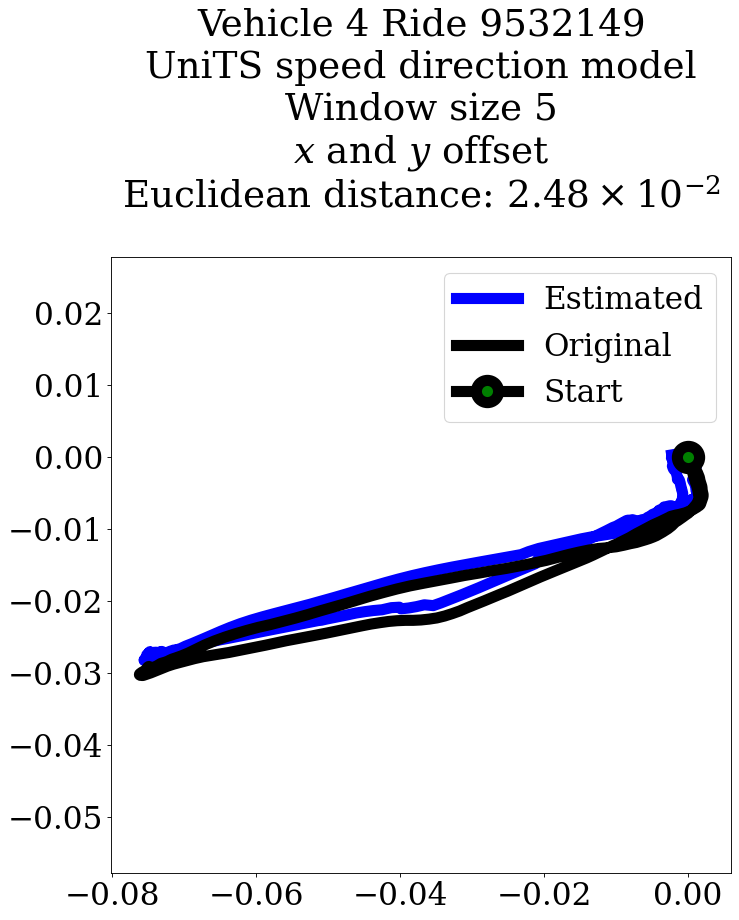 Vehicle 4 Ride 9532149
UniTS speed direction model
Window size 5
x and y offset
Euclidean distance: 2.48 × 10⁻²
Estimated
Original
Start
0.02
0.01
0.00
−0.01
−0.02
−0.03
−0.04
−0.05
−0.08 −0.06 −0.04 −0.02 0.00